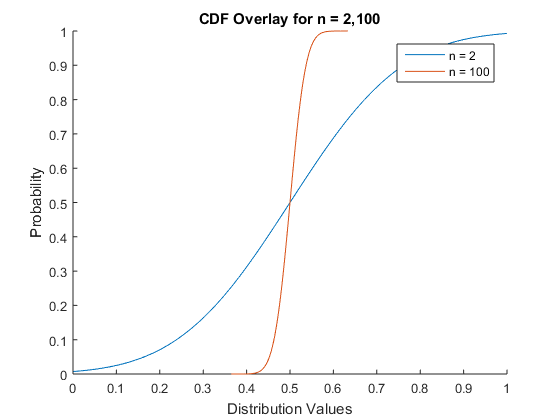 CDF Overlay for n = 2,100
1
0.9
0.8
0.7
0.6
0.5
0.4
0.3
0.2
0.1
0
Probability
n = 2
n = 100
0 0.1 0.2 0.3 0.4 0.5 0.6 0.7 0.8 0.9 1
Distribution Values